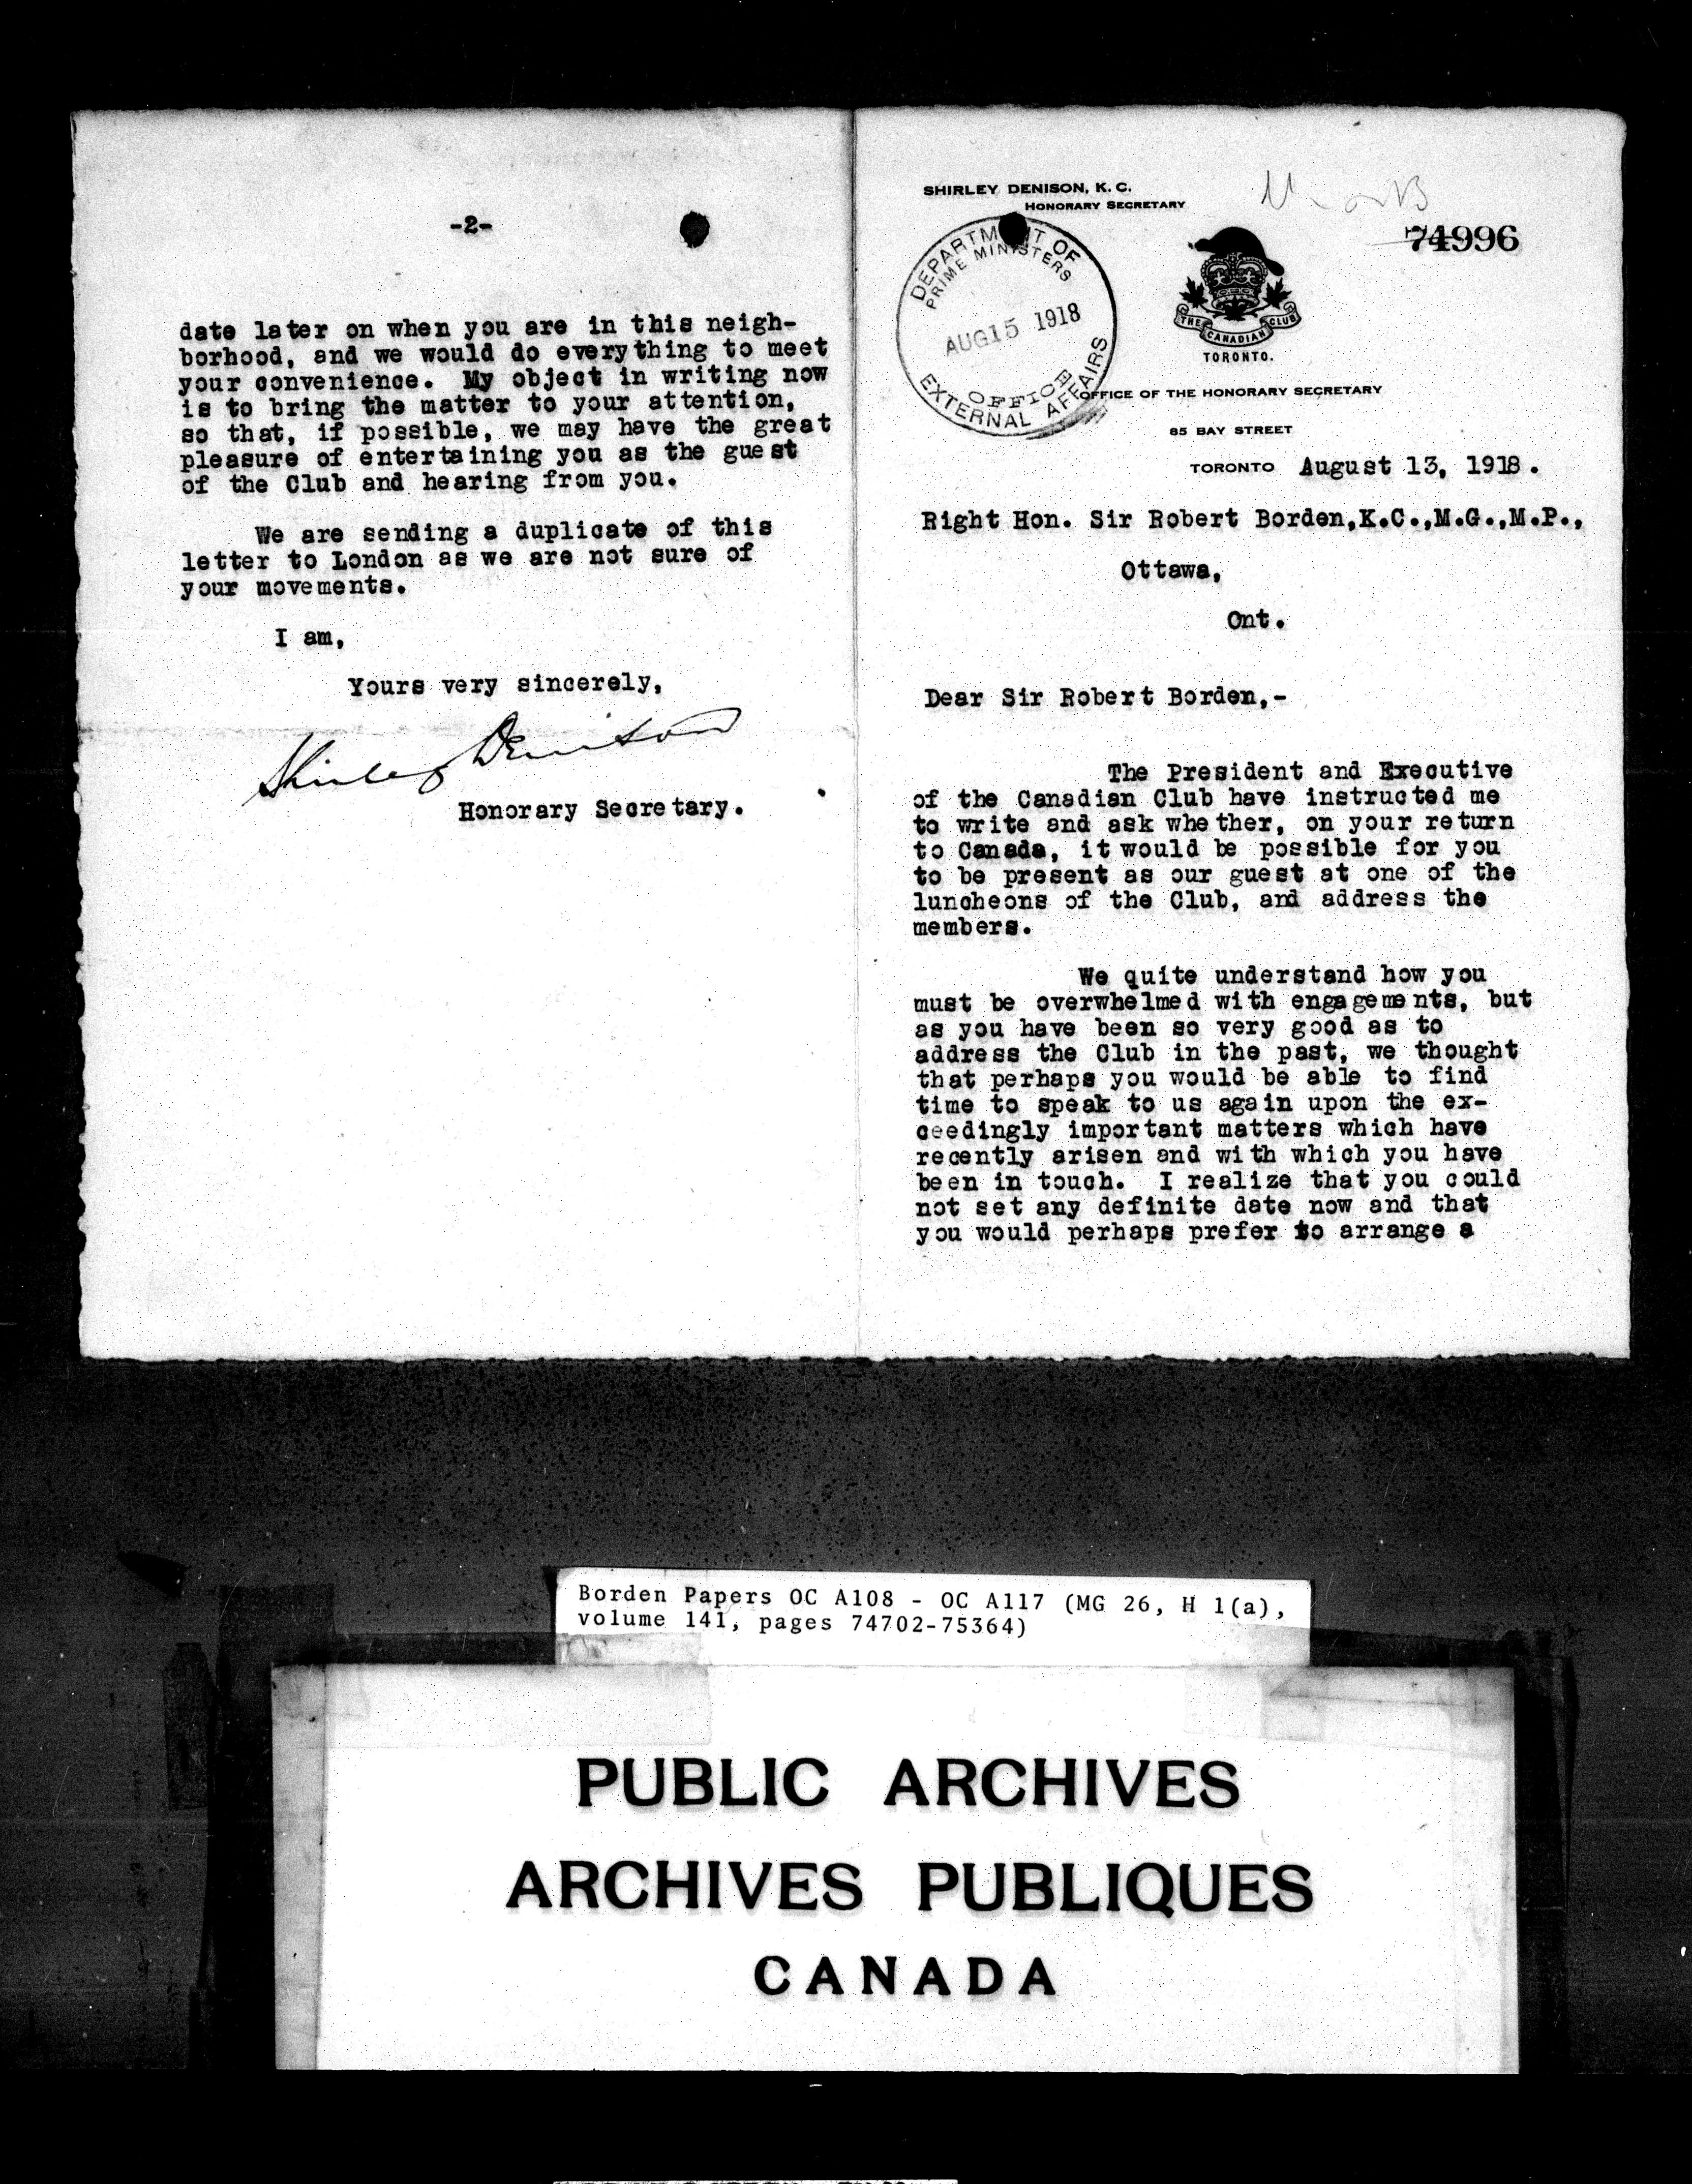 SHIRLEY DENISON, K. C.
HONORARY SECRETARY
74996
DEPARTMENT OF
PRIME MINISTERS
AUG 15 1918
OFFICE
EXTERNAL AFFAIRS
THE CANADIAN CLUB
TORONTO.
OFFICE OF THE HONORARY SECRETARY
85 BAY STREET
TORONTO August 13, 1918.
Right Hon. Sir Robert Borden,K.C.,M.G.,M.P.,
Ottawa,
Ont.
Dear Sir Robert Borden,-
The President and Executive
of the Canadian Club have instructed me
to write and ask whether, on your return
to Canada, it would be possible for you
to be present as our guest at one of the
luncheons of the Club, and address the
members.
We quite understand how you
must be overwhelmed with engagements, but
as you have been so very good as to
address the Club in the past, we thought
that perhaps you would be able to find
time to speak to us again upon the ex-
ceedingly important matters which have
recently arisen and with which you have
been in touch. I realize that you could
not set any definite date now and that
you would perhaps prefer to arrange a
-2-
date later on when you are in this neigh-
borhood, and we would do everything to meet
your convenience. My object in writing now
is to bring the matter to your attention,
so that, if possible, we may have the great
pleasure of entertaining you as the guest
of the Club and hearing from you.
We are sending a duplicate of this
letter to London as we are not sure of
your movements.
I am,
Yours very sincerely,
Shirley Denison
Honorary Secretary.
Borden Papers OC A108 - OC A117 (MG 26, H 1(a),
volume 141, pages 74702-75364)
PUBLIC ARCHIVES
ARCHIVES PUBLIQUES
CANADA